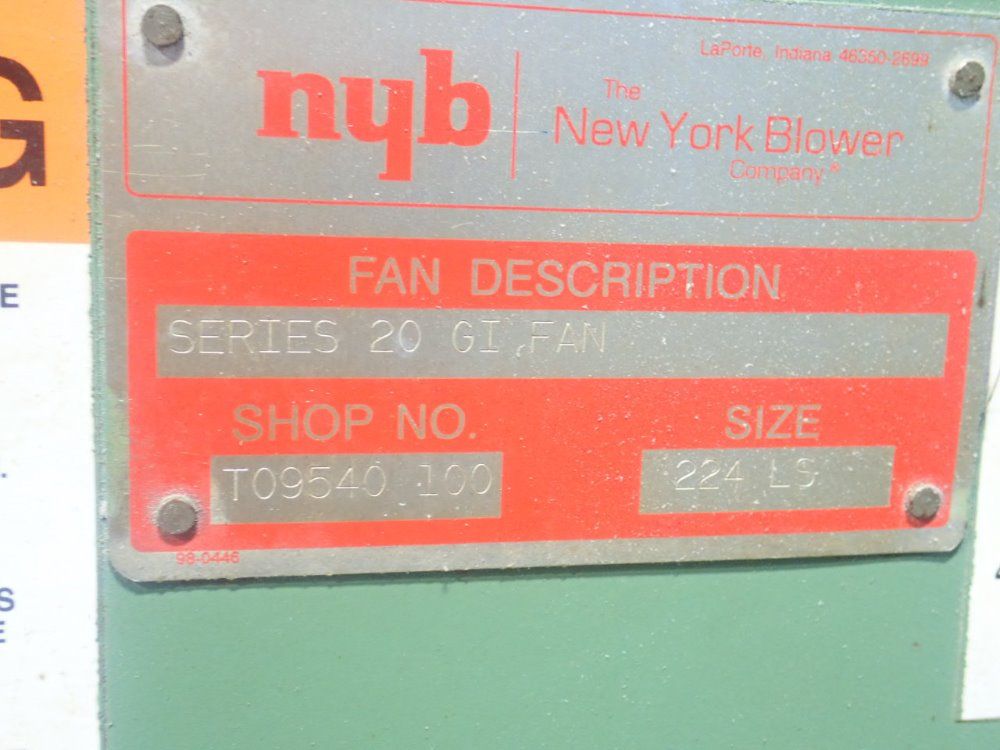 LaPorte, Indiana 46350-2699
nyb
The
New York Blower
Company®
FAN DESCRIPTION
SERIES 20 GI FAN
SHOP NO.
SIZE
T09540 100
224 LS
98-0446
G
E
S
E